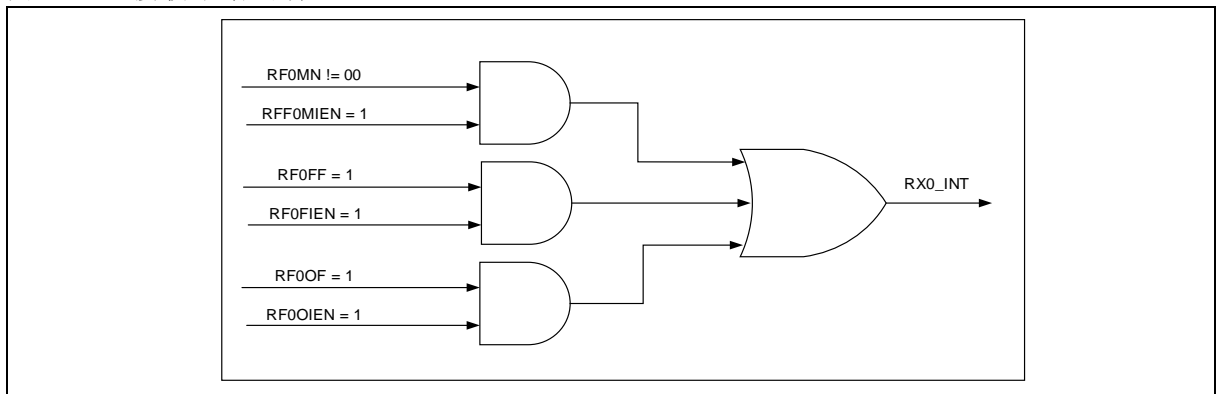 RF0MN != 00
RFF0MIEN = 1
RF0FF = 1
RF0FIEN = 1
RX0_INT
RF0OF = 1
RF0OIEN = 1